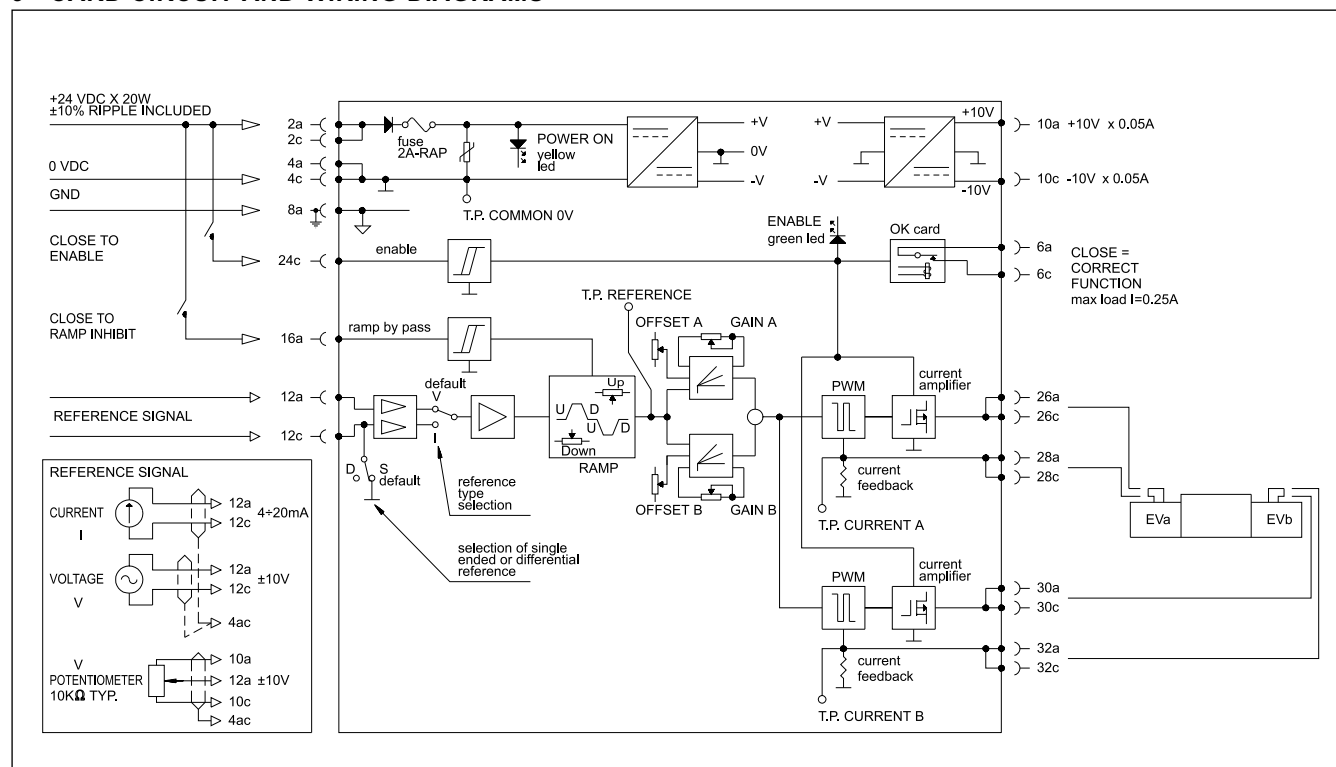 +24 VDC X 20W
±10% RIPPLE INCLUDED
0 VDC
GND
CLOSE TO
ENABLE
CLOSE TO
RAMP INHIBIT
REFERENCE SIGNAL
2a
2c
4a
4c
8a
24c
16a
12a
12c
fuse
2A-RAP
POWER ON
yellow
led
T.P. COMMON 0V
+V
0V
-V
+V
-V
+10V
-10V
10a +10V x 0.05A
10c -10V x 0.05A
enable
ENABLE
green led
OK card
6a
6c
CLOSE =
CORRECT
FUNCTION
max load I=0.25A
ramp by pass
T.P. REFERENCE
OFFSET A
GAIN A
default
V
I
Up
U D
U D
Down
RAMP
D S
default
reference
type
selection
selection of single
ended or differential
reference
OFFSET B
GAIN B
PWM
current
amplifier
current
feedback
T.P. CURRENT A
26a
26c
28a
28c
EVa
EVb
PWM
current
amplifier
current
feedback
T.P. CURRENT B
30a
30c
32a
32c
REFERENCE SIGNAL
CURRENT
I
12a
12c
4÷20mA
VOLTAGE
V
12a
12c
±10V
4ac
V
POTENTIOMETER
10KΩ TYP.
10a
12a ±10V
10c
4ac